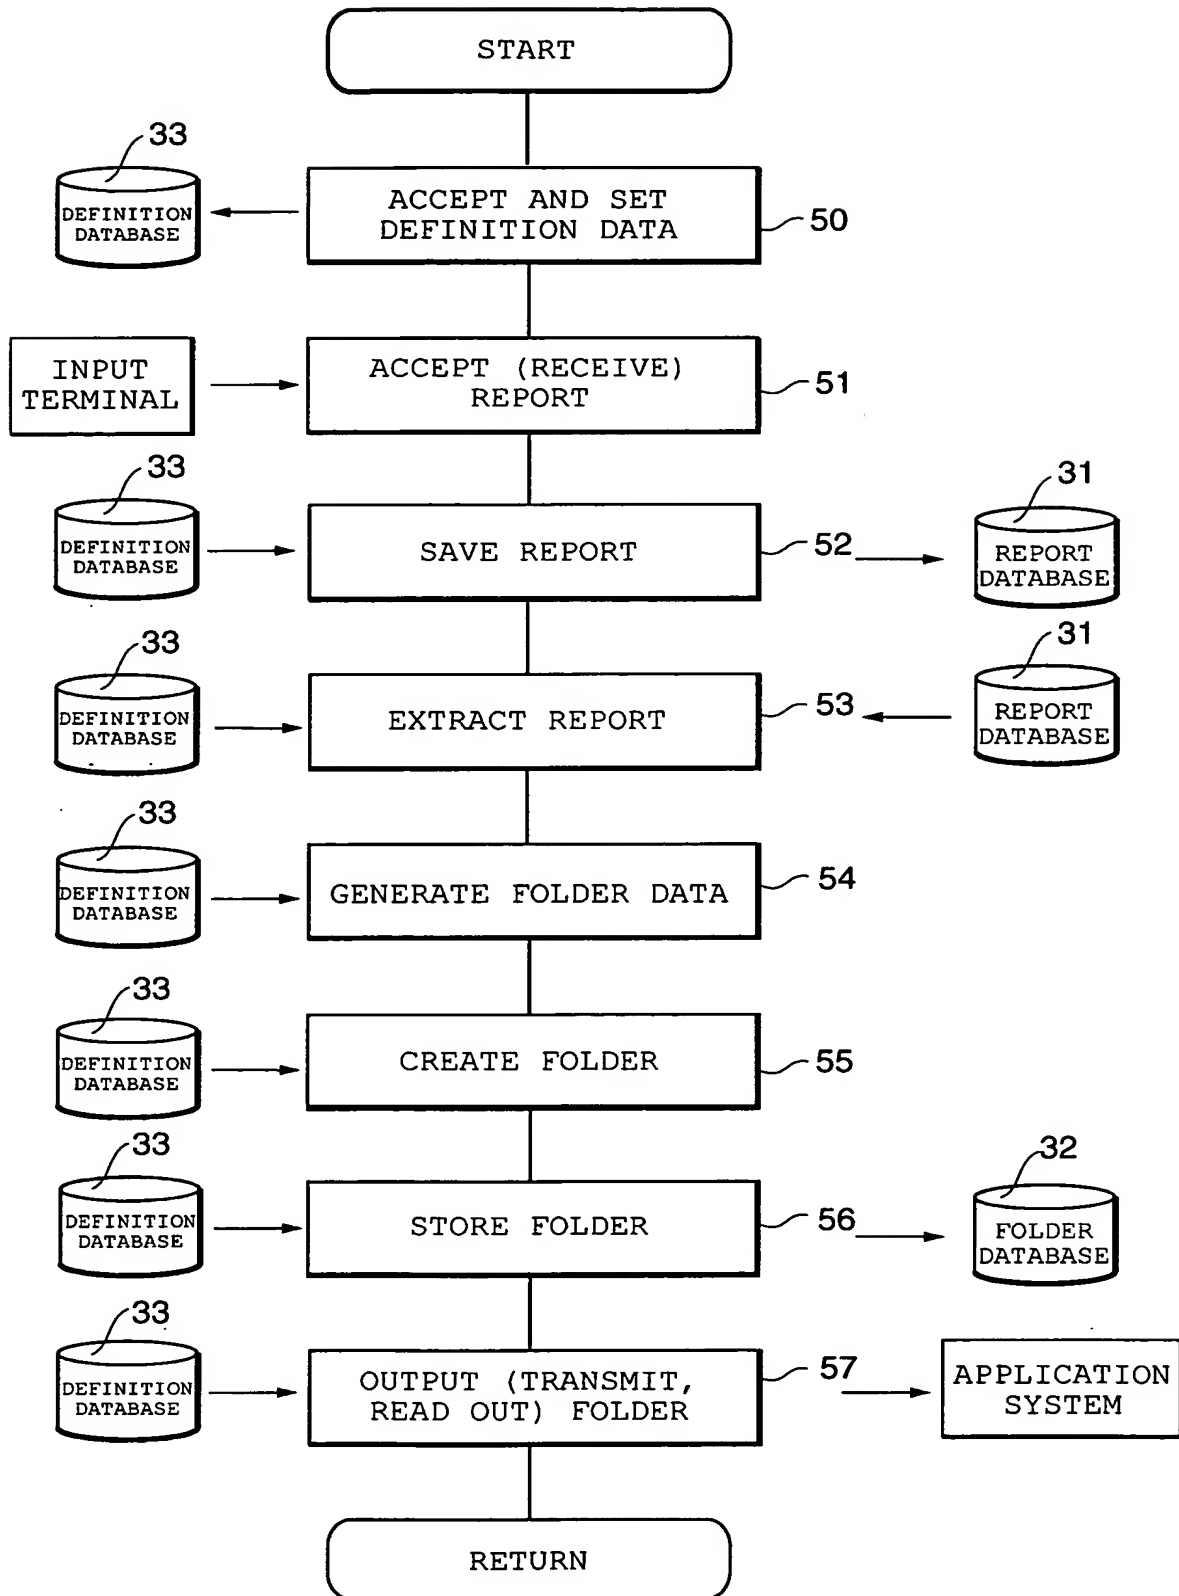 START
33
DEFINITION
DATABASE
ACCEPT AND SET
DEFINITION DATA
50
INPUT
TERMINAL
ACCEPT (RECEIVE)
REPORT
51
33
DEFINITION
DATABASE
SAVE REPORT
52
31
REPORT
DATABASE
33
DEFINITION
DATABASE
EXTRACT REPORT
53
31
REPORT
DATABASE
33
DEFINITION
DATABASE
GENERATE FOLDER DATA
54
33
DEFINITION
DATABASE
CREATE FOLDER
55
33
DEFINITION
DATABASE
STORE FOLDER
56
32
FOLDER
DATABASE
33
DEFINITION
DATABASE
OUTPUT (TRANSMIT,
READ OUT) FOLDER
57
APPLICATION
SYSTEM
RETURN